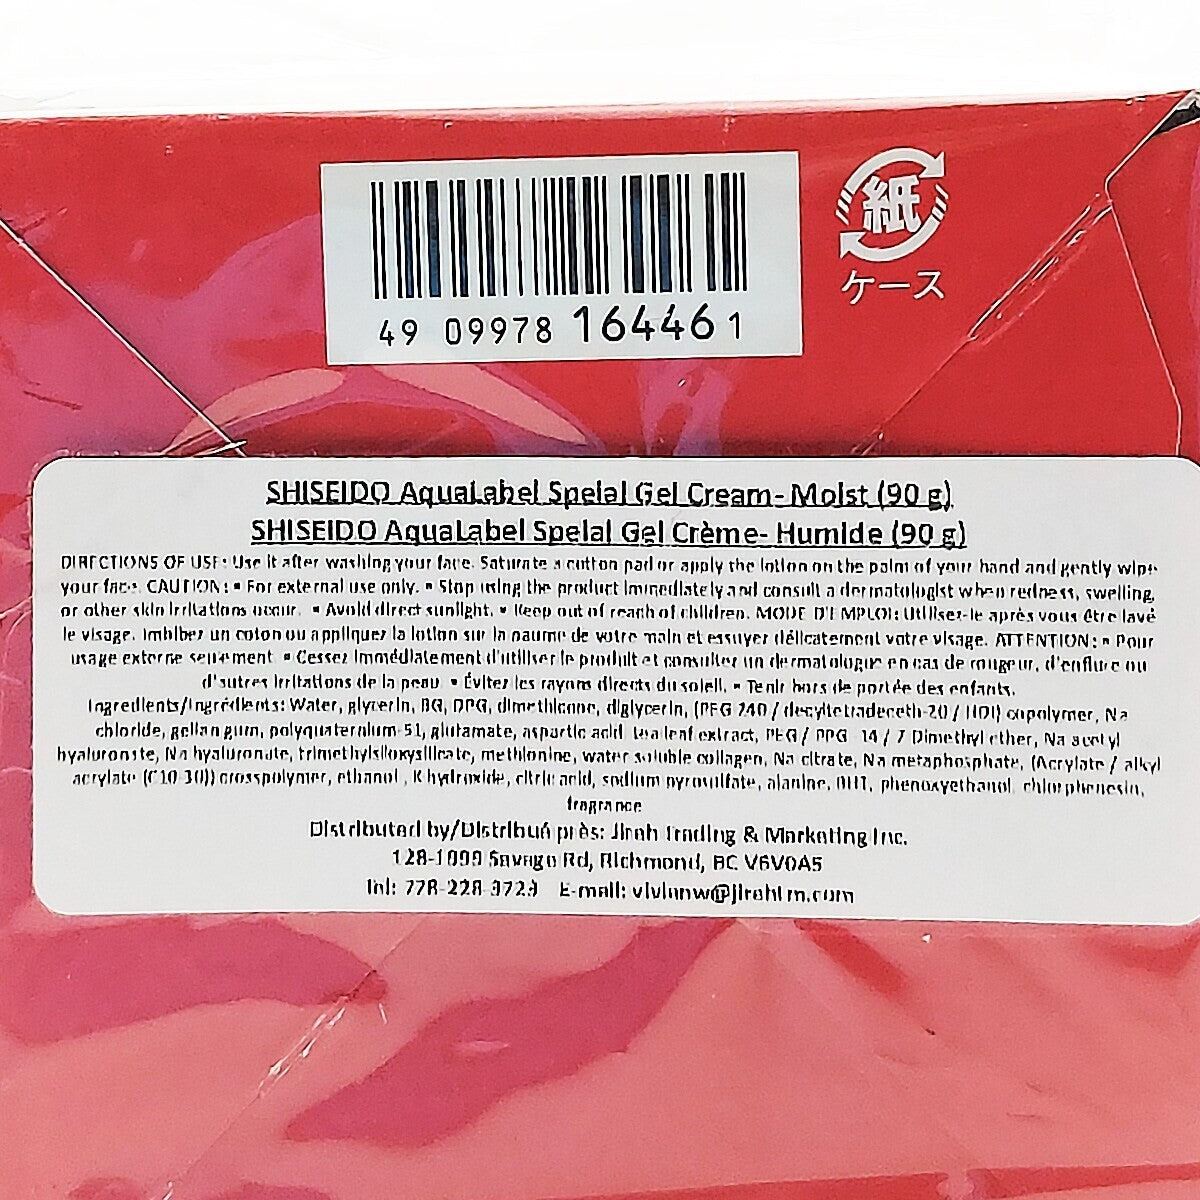 紙
ケース
49 09978 164461
SHISEIDO AquaLabel Speial Gel Cream- Moist (90 g)
SHISEIDO AquaLabel Speial Gel Crème- Humide (90 g)
DIRECTIONS OF USE: Use it after washing your face. Saturate a cotton pad or apply the lotion on the palm of your hand and gently wipe
your face. CAUTION: ▪ For external use only. ▪ Stop using the product immediately and consult a dermatologist when redness, swelling,
or other skin irritations occur. ▪ Avoid direct sunlight. ▪ Keep out of reach of children. MODE D'EMPLOI: Utilisez-le après vous être lavé
le visage. Imbibez un coton ou appliquez la lotion sur la paume de votre main et essuyer délicatement votre visage. ATTENTION: ▪ Pour
usage externe seulement ▪ Cessez immédiatement d'utiliser le produit et consulter un dermatologue en cas de rougeur, d'enflure ou
d'autres irritations de la peau ▪ Évitez les rayons directs du soleil. ▪ Tenir hors de portée des enfants.
Ingredients/Ingrédients: Water, glycerin, BG, DPG, dimethicone, diglycerin, (PEG 240 / decyltetradeceth-20 / HDI) copolymer, Na
chloride, gellan gum, polyquaternium-51, glutamate, aspartic acid, tea leaf extract, PEG / PPG 14 / 7 Dimethyl ether, Na acetyl
hyaluronate, Na hyaluronate, trimethylsiloxysilicate, methionine, water soluble collagen, Na citrate, Na metaphosphate, (Acrylate / alkyl
acrylate (C10-30)) crosspolymer, ethanol, K hydroxide, citric acid, sodium pyrosulfate, alanine, BHT, phenoxyethanol, chlorphenesin,
fragrance
Distributed by/Distribué près: Jirah Trading & Marketing Inc.
Savage Rd, Richmond, BC V6V0A5
Tel: E-mail: vivianw@jirahtm.com